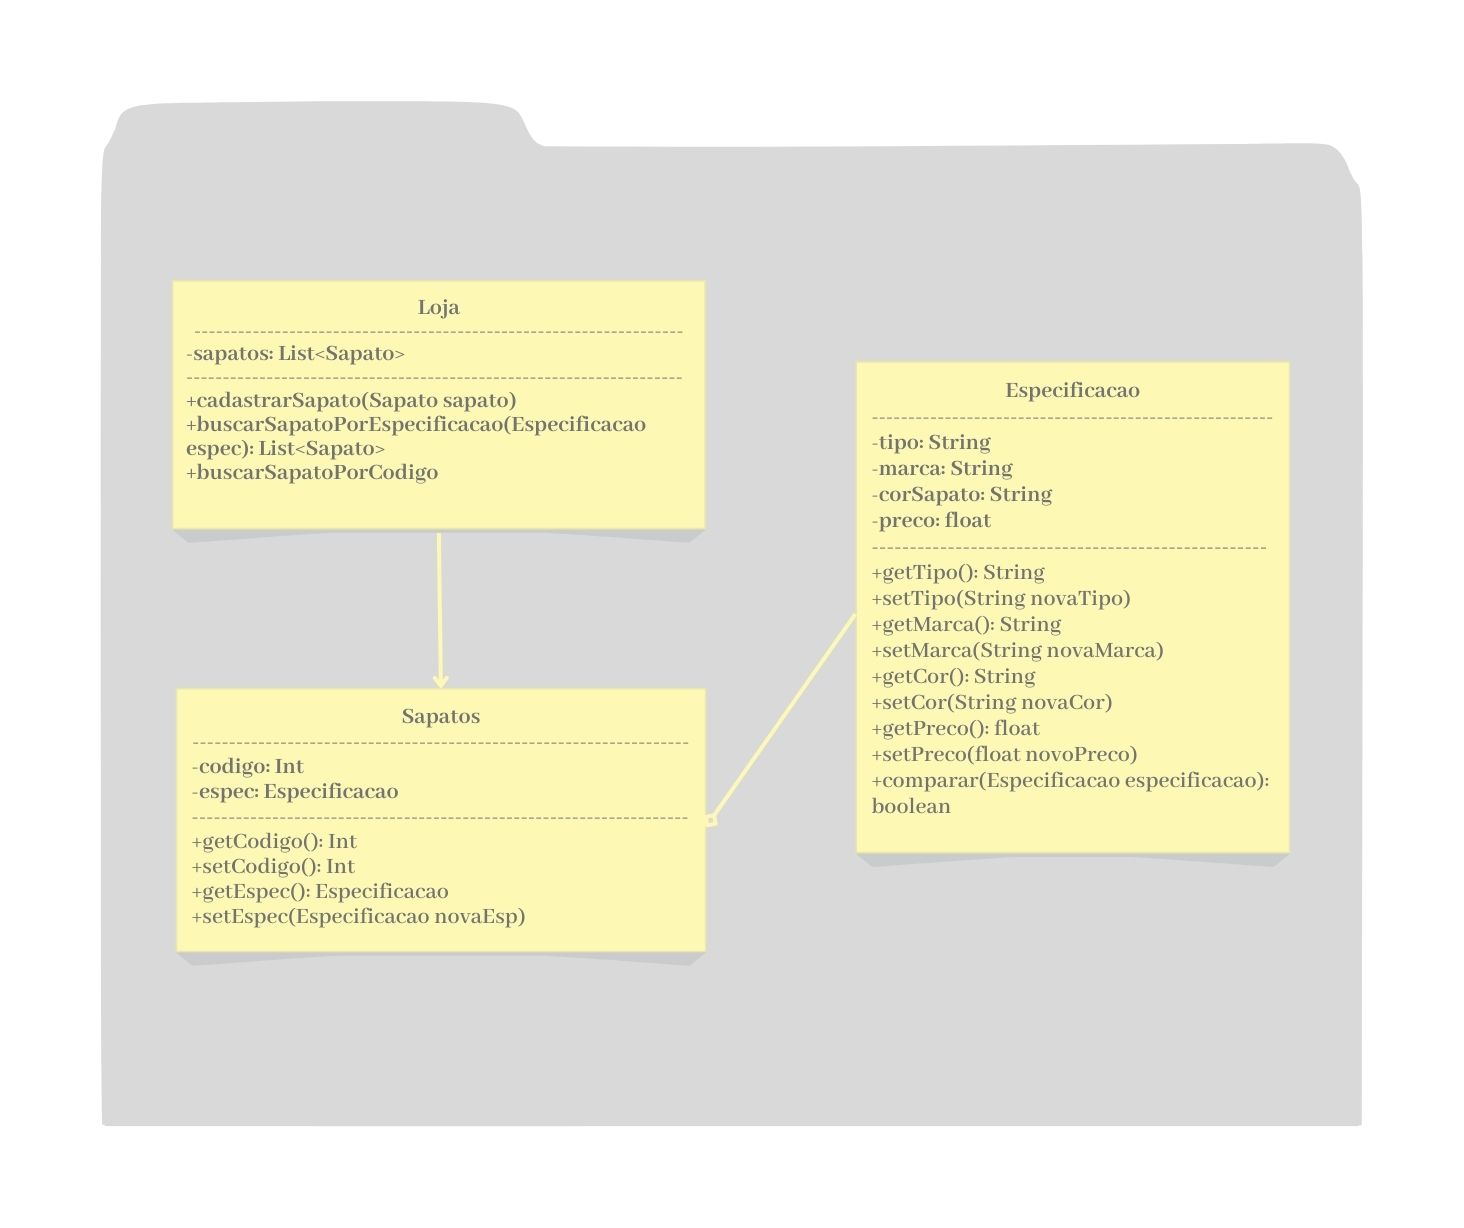 Loja
-sapatos: List<Sapato>
+cadastrarSapato(Sapato sapato)
+buscarSapatoPorEspecificacao(Especificacao
espec): List<Sapato>
+buscarSapatoPorCodigo
Sapatos
-codigo: Int
-espec: Especificacao
+getCodigo(): Int
+setCodigo(): Int
+getEspec(): Especificacao
+setEspec(Especificacao novaEsp)
Especificacao
-tipo: String
-marca: String
-corSapato: String
-preco: float
+getTipo(): String
+setTipo(String novaTipo)
+getMarca(): String
+setMarca(String novaMarca)
+getCor(): String
+setCor(String novaCor)
+getPreco(): float
+setPreco(float novoPreco)
+comparar(Especificacao especificacao):
boolean